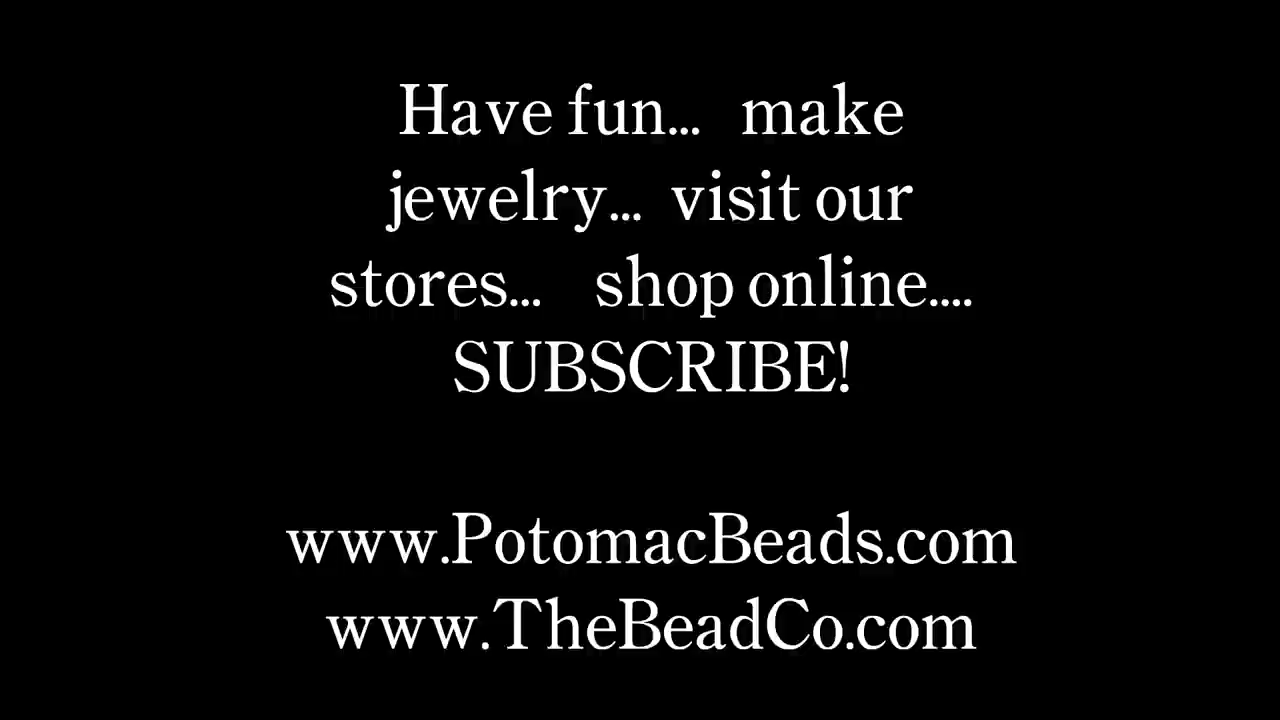 Have fun... make
jewelry... visit our
stores... shop online....
SUBSCRIBE!
www.PotomacBeads.com
www.TheBeadCo.com